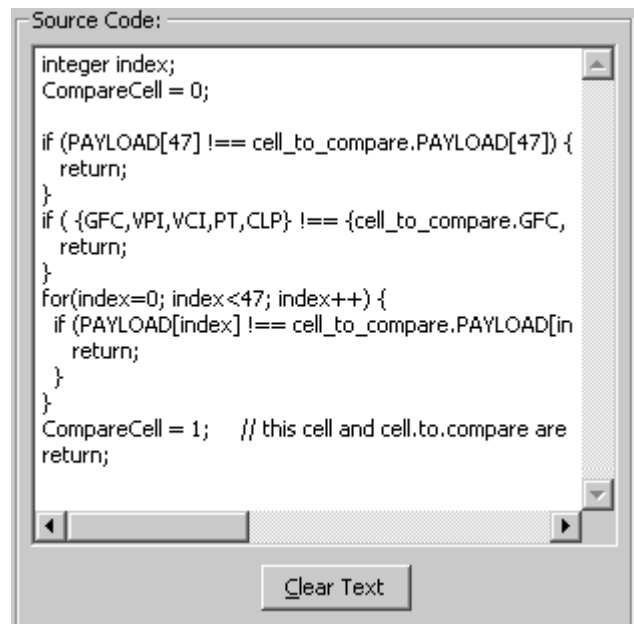 Source Code:
integer index;
CompareCell = 0;
if (PAYLOAD[47] !== cell_to_compare.PAYLOAD[47]) {
return;
}
if ( {GFC,VPI,VCI,PT,CLP} !== {cell_to_compare.GFC,
return;
}
for(index=0; index<47; index++) {
if (PAYLOAD[index] !== cell_to_compare.PAYLOAD[in
return;
}
}
CompareCell = 1; // this cell and cell.to.compare are
return;
Clear Text